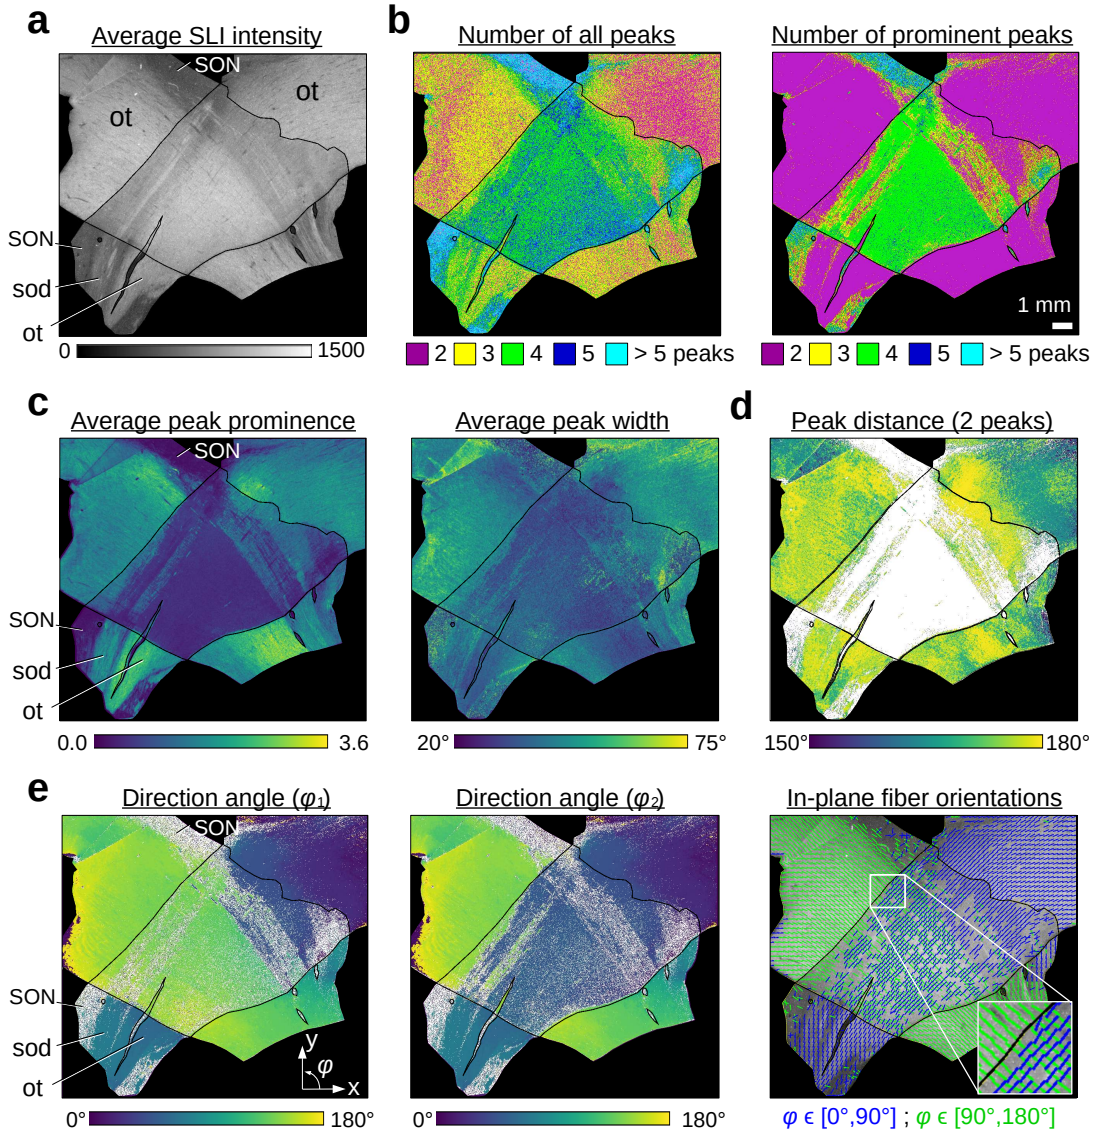 a
Average SLI intensity
SON
ot
ot
SON
sod
ot
0
1500
b
Number of all peaks
Number of prominent peaks
1 mm
2 3 4 5 > 5 peaks
2 3 4 5 > 5 peaks
c
Average peak prominence
SON
SON
sod
ot
0.0
3.6
Average peak width
20°
75°
d
Peak distance (2 peaks)
150°
180°
e
Direction angle (φ₁)
SON
SON
sod
ot
y
φ
x
0°
180°
Direction angle (φ₂)
0°
180°
In-plane fiber orientations
φ ϵ [0°,90°] ; φ ϵ [90°,180°]